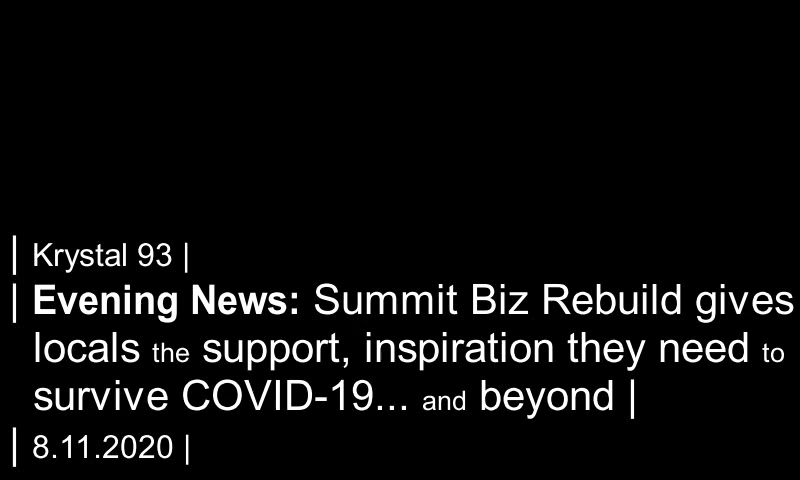 | Krystal 93 |
| Evening News: Summit Biz Rebuild gives
locals the support, inspiration they need to
survive COVID-19... and beyond |
| 8.11.2020 |